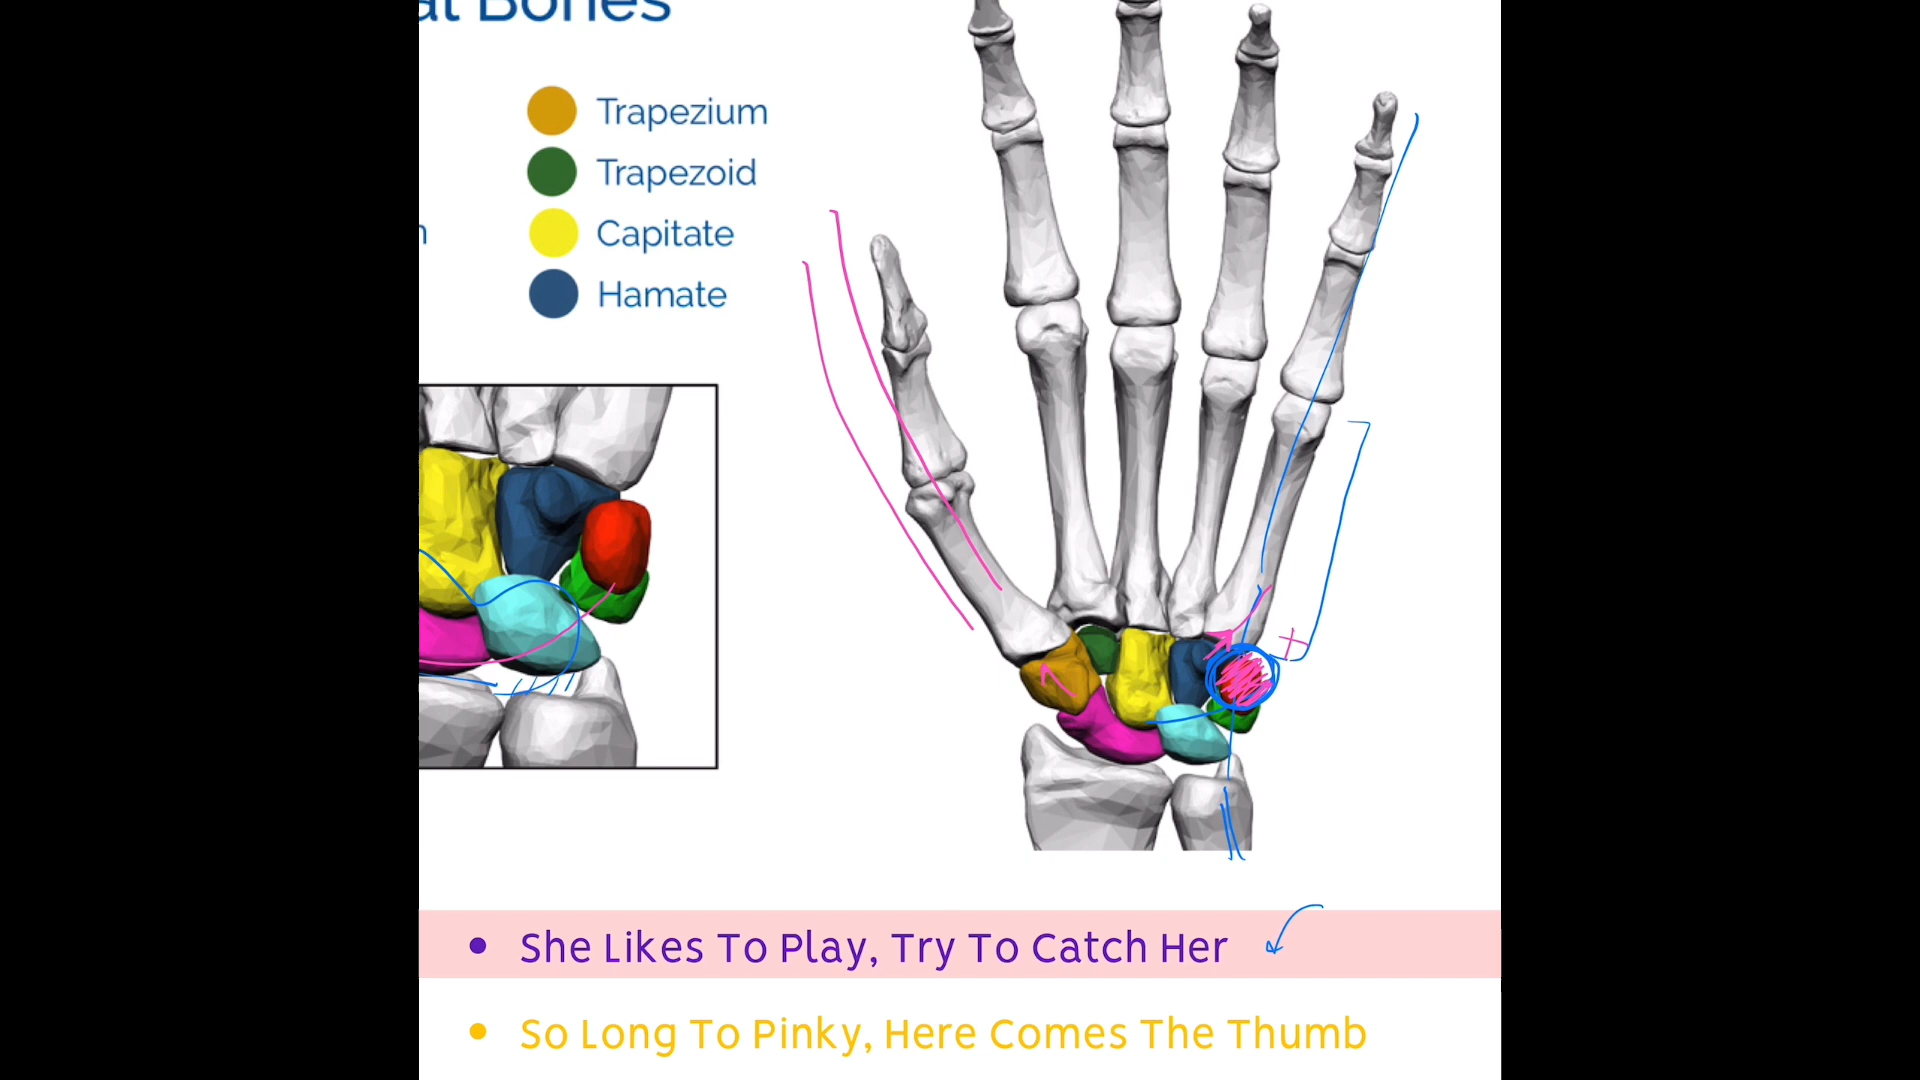 al Bones
Trapezium
Trapezoid
Capitate
Hamate
• She Likes To Play, Try To Catch Her
• So Long To Pinky, Here Comes The Thumb